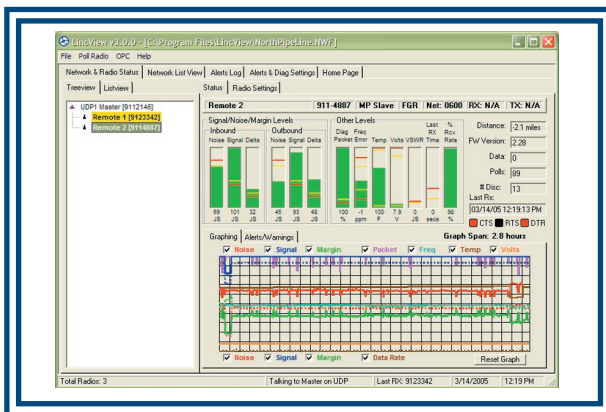 LincView v3.0.0 - [C:\Program Files\LincView\NorthPipeLine.NWF]
File Poll Radio OPC Help
Network & Radio Status Network List View Alerts Log Alerts & Diag Settings Home Page
Treeview Listview Status Radio Settings
UDP1 Master [9112146]
Remote 1 [9123342]
Remote 2 [9114887]
Remote 2 911-4887 MP Slave FGR Net: 0600 RX: N/A TX: N/A
Signal/Noise/Margin Levels Other Levels
Inbound Outbound
Noise Signal Delta Noise Signal Delta
Diag Packet Freq Error Temp Volts VSWR Last RX Time % Rcv Rate
69 101 32 45 93 48 100 -1 100 7.9 0 0 98
JS JS JS JS JS JS % ppm F V JS secs %
Distance: -2.1 miles
FW Version: 2.28
Data: 0
Polls: 89
# Disc: 13
Last Rx:
03/14/05 12:19:13 PM
CTS RTS DTR
Graphing Alerts/Warnings Graph Span: 2.8 hours
Noise Signal Margin Packet Freq Temp Volts
Noise Signal Margin Data Rate Reset Graph
Total Radios: 3 Talking to Master on UDP Last RX: 9123342 3/14/2005 12:19 PM